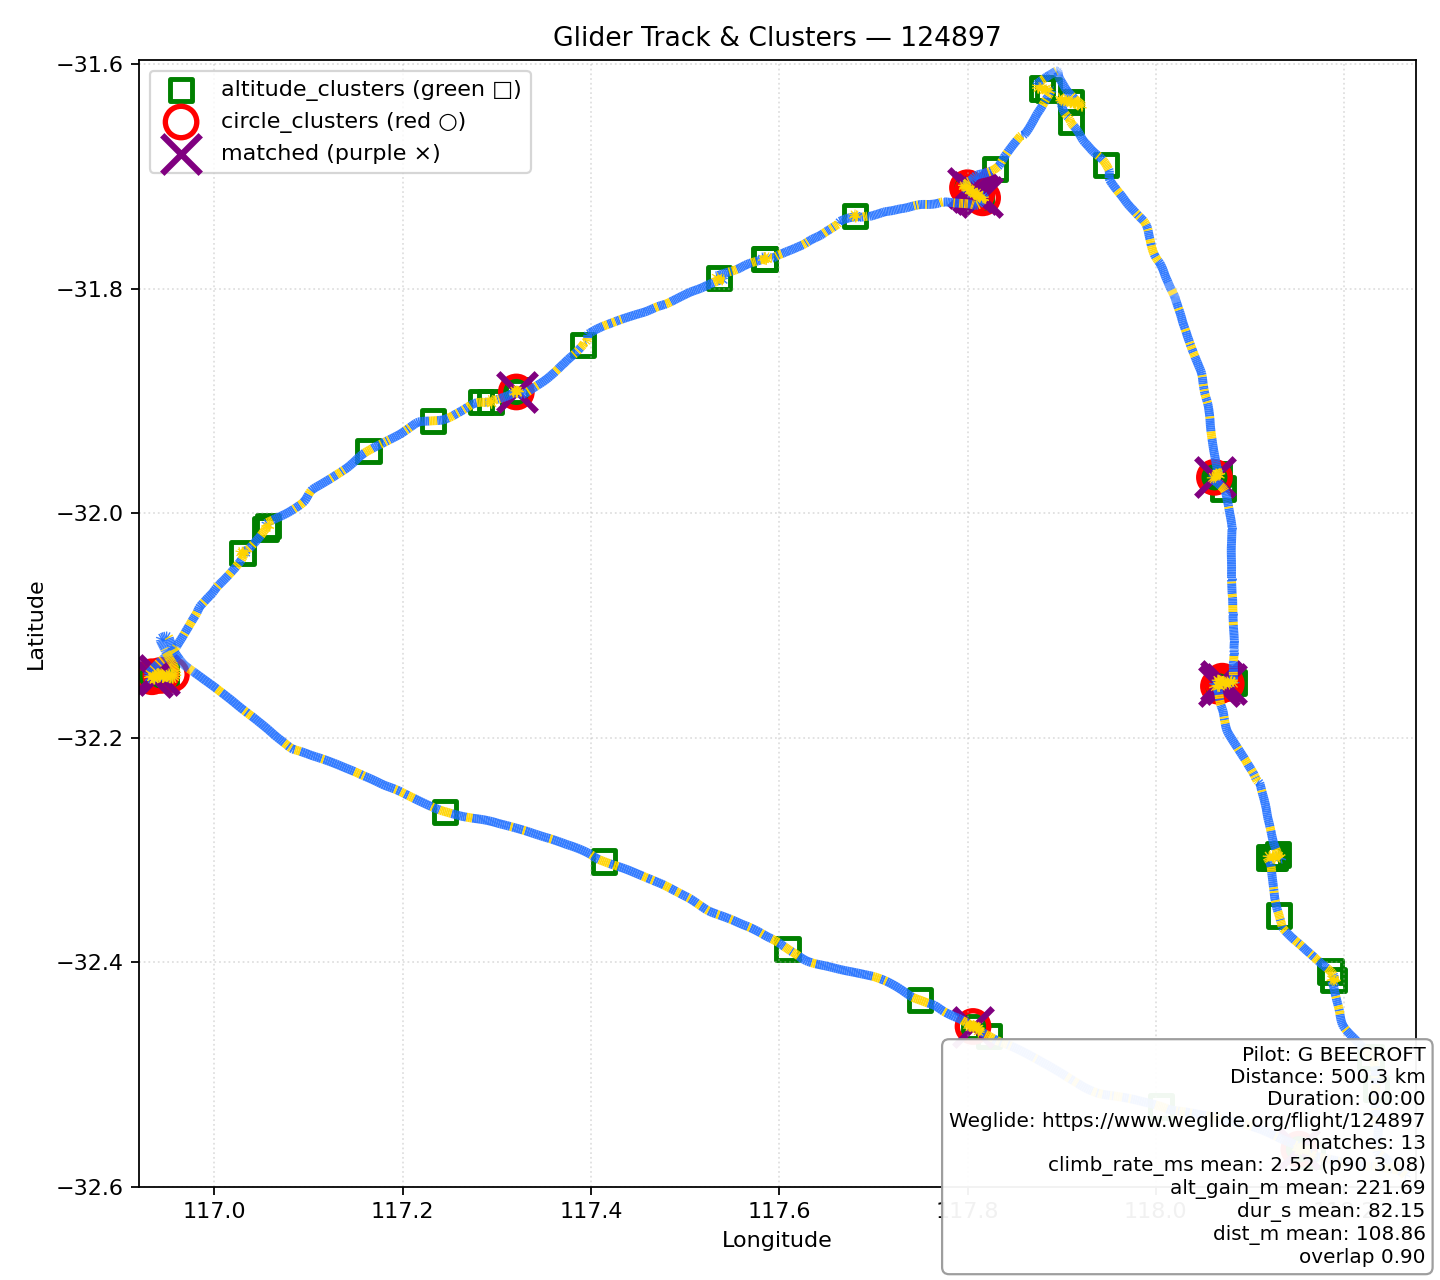 Glider Track & Clusters — 124897
altitude_clusters (green □)
circle_clusters (red ○)
matched (purple ×)
−31.6
−31.8
−32.0
−32.2
−32.4
−32.6
Latitude
117.0
117.2
117.4
117.6
117.8
118.0
Longitude
Pilot: G BEECROFT
Distance: 500.3 km
Duration: 00:00
Weglide: https://www.weglide.org/flight/124897
matches: 13
climb_rate_ms mean: 2.52 (p90 3.08)
alt_gain_m mean: 221.69
dur_s mean: 82.15
dist_m mean: 108.86
overlap 0.90